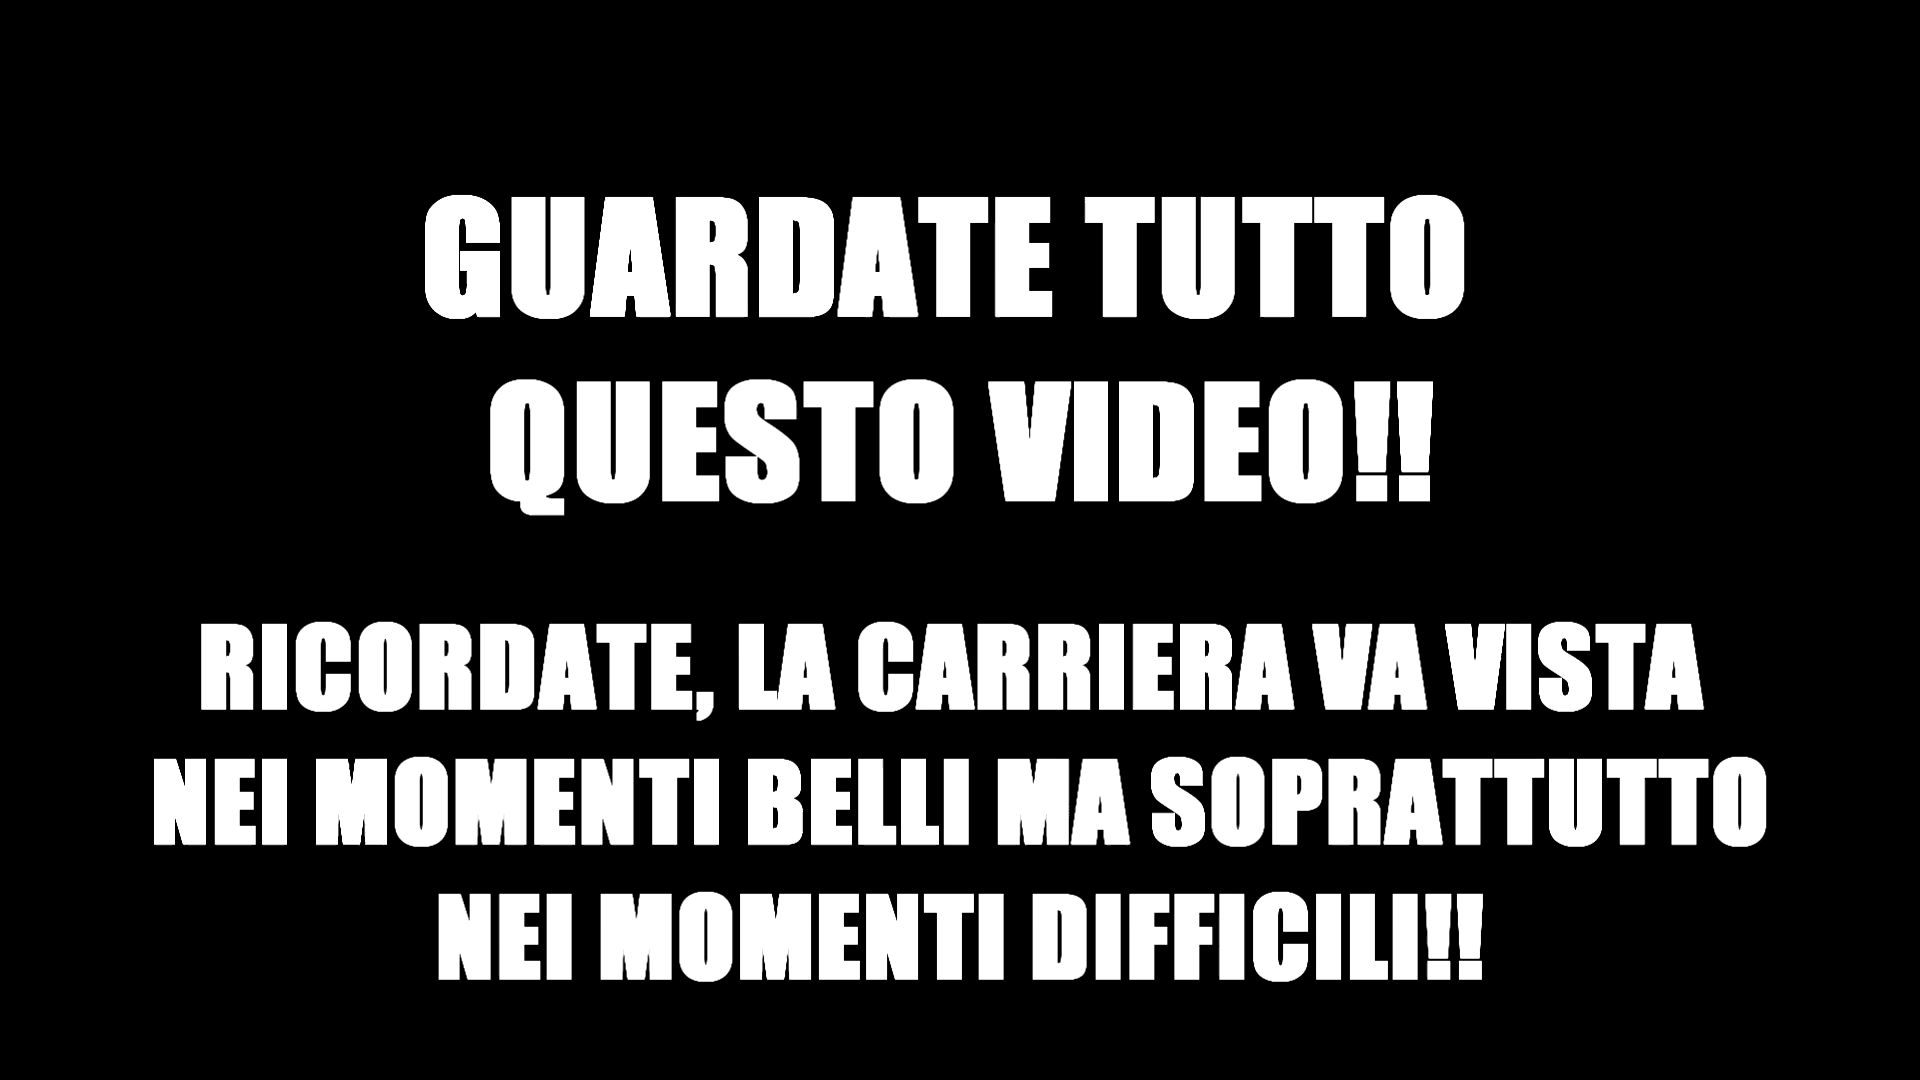 GUARDATE TUTTO
QUESTO VIDEO!!
RICORDATE, LA CARRIERA VA VISTA
NEI MOMENTI BELLI MA SOPRATTUTTO
NEI MOMENTI DIFFICILI!!